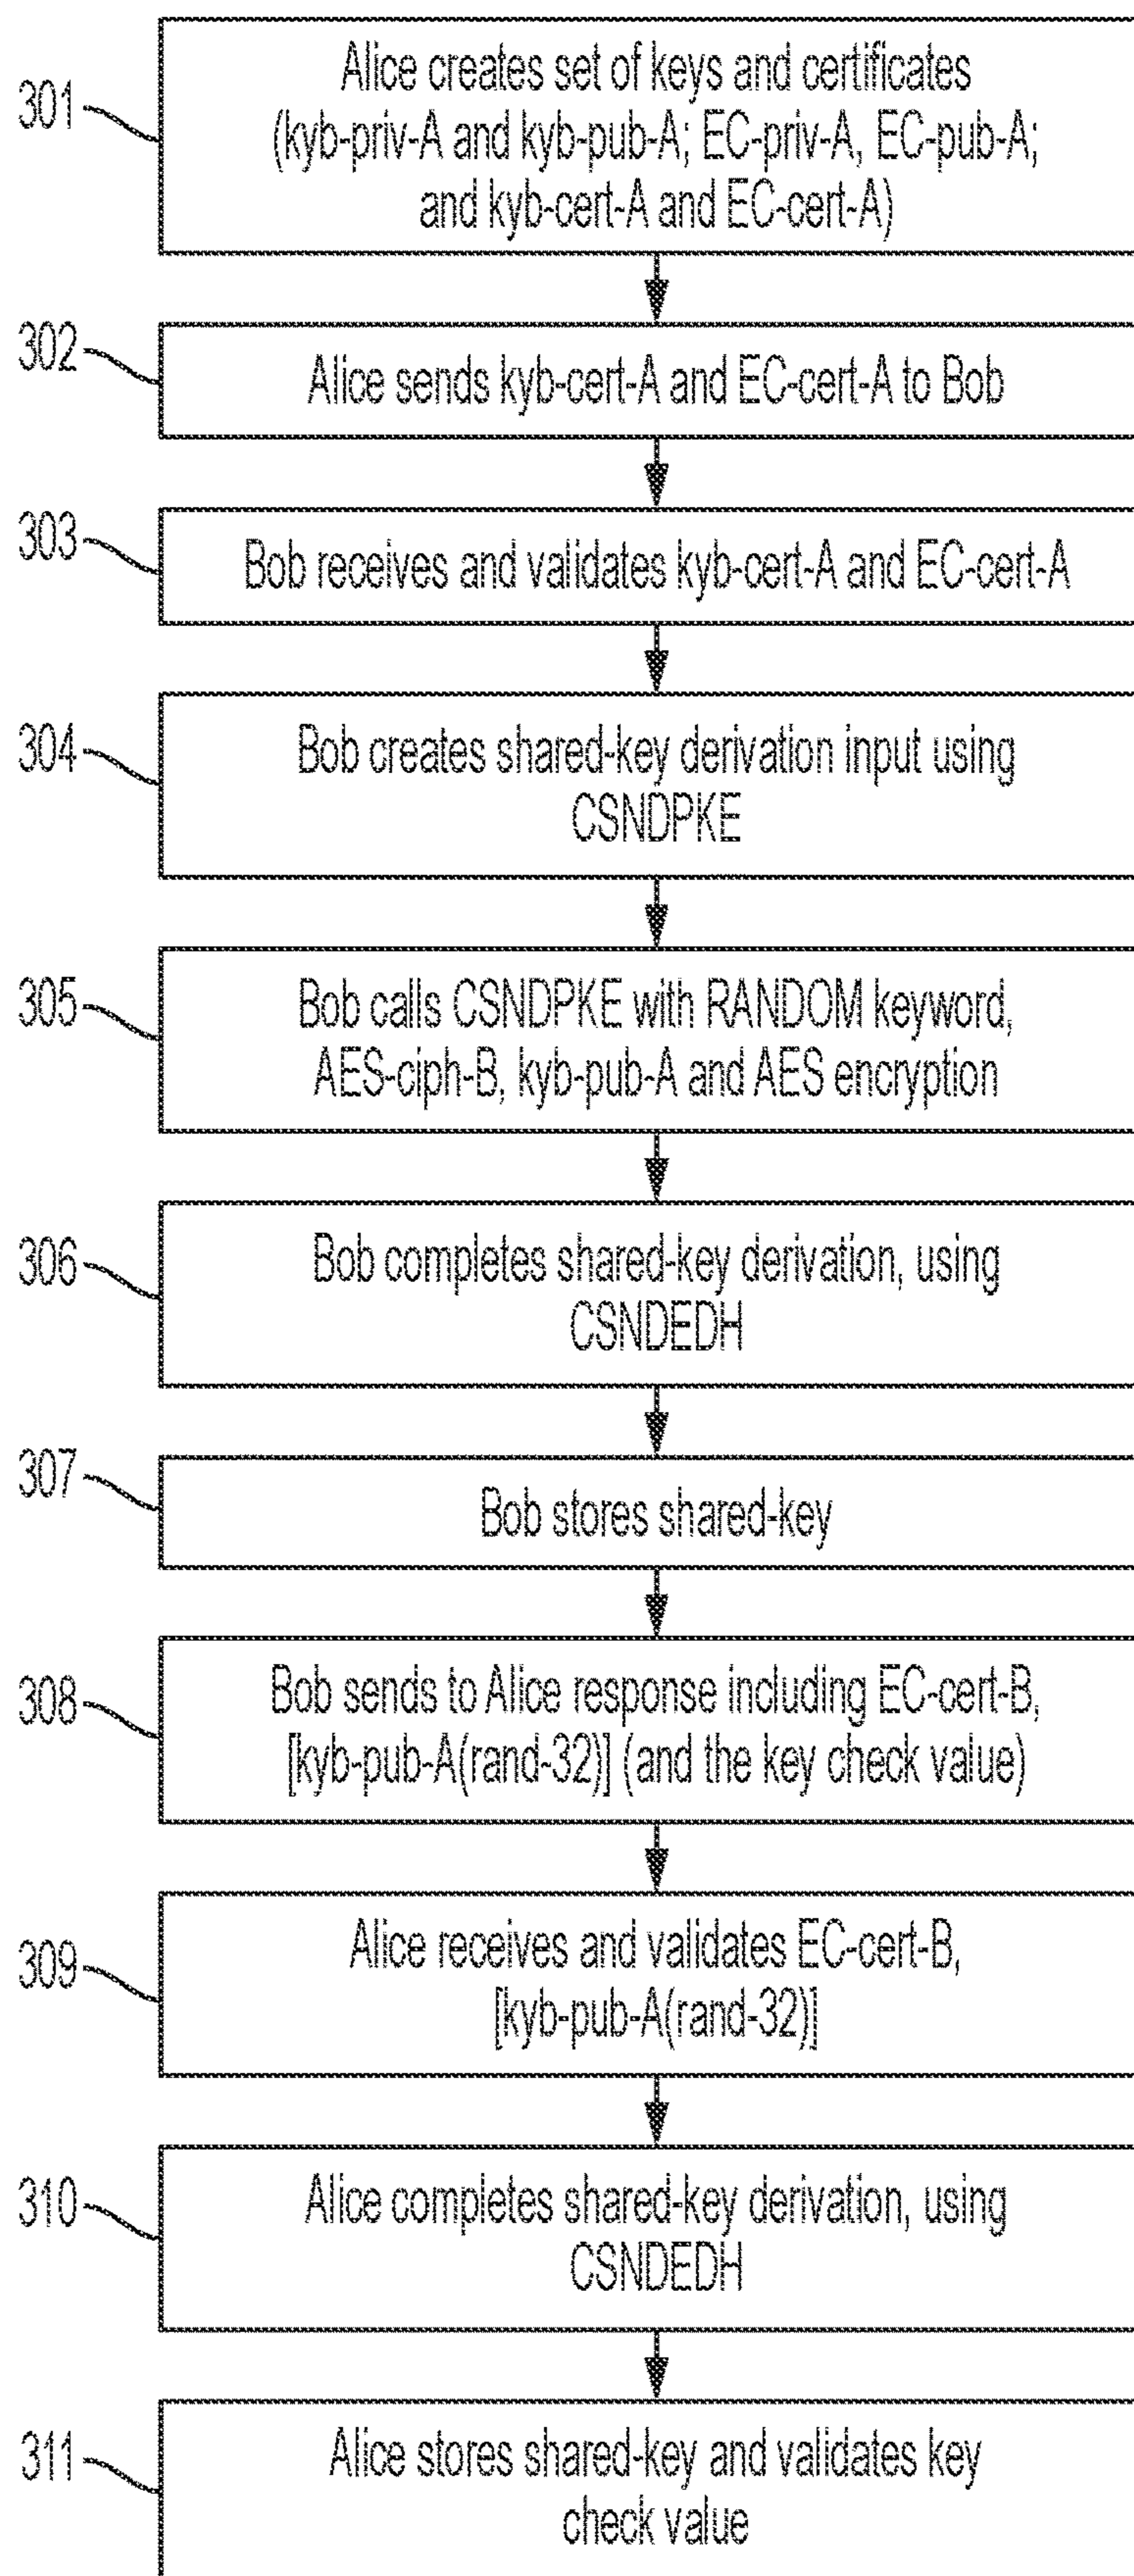 301
Alice creates set of keys and certificates
(kyb-priv-A and kyb-pub-A; EC-priv-A, EC-pub-A;
and kyb-cert-A and EC-cert-A)
302
Alice sends kyb-cert-A and EC-cert-A to Bob
303
Bob receives and validates kyb-cert-A and EC-cert-A
304
Bob creates shared-key derivation input using
CSNDPKE
305
Bob calls CSNDPKE with RANDOM keyword,
AES-ciph-B, kyb-pub-A and AES encryption
306
Bob completes shared-key derivation, using
CSNDEDH
307
Bob stores shared-key
308
Bob sends to Alice response including EC-cert-B,
[kyb-pub-A(rand-32)] (and the key check value)
309
Alice receives and validates EC-cert-B,
[kyb-pub-A(rand-32)]
310
Alice completes shared-key derivation, using
CSNDEDH
311
Alice stores shared-key and validates key
check value